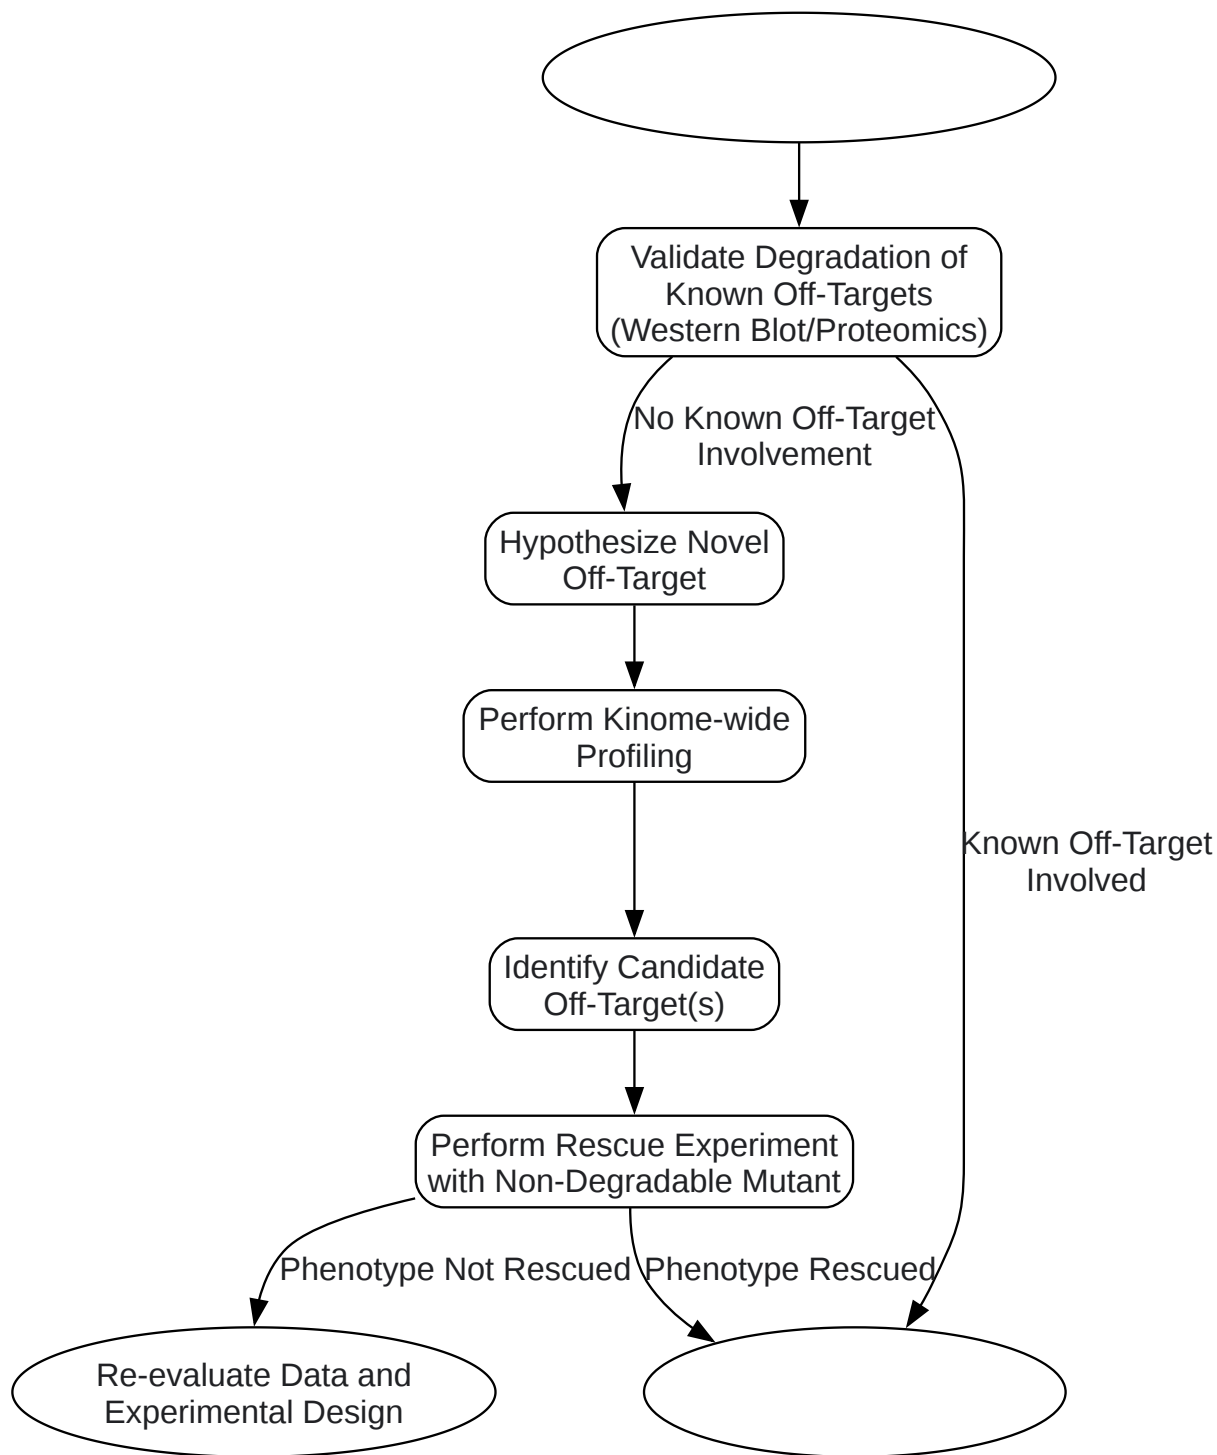 Validate Degradation of
Known Off-Targets
(Western Blot/Proteomics)
No Known Off-Target
Involvement
Hypothesize Novel
Off-Target
Perform Kinome-wide
Profiling
Known Off-Target
Involved
Identify Candidate
Off-Target(s)
Perform Rescue Experiment
with Non-Degradable Mutant
Phenotype Not Rescued
Phenotype Rescued
Re-evaluate Data and
Experimental Design